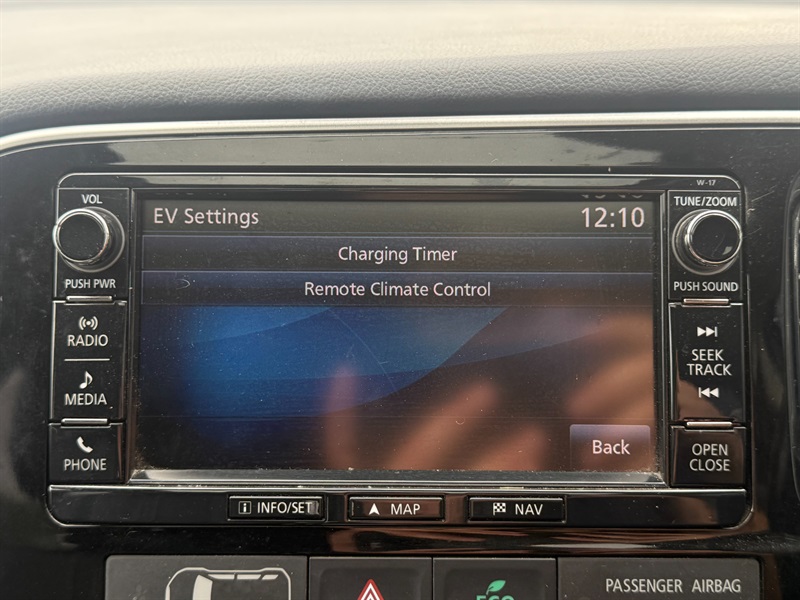 W-17
VOL
TUNE/ZOOM
EV Settings
12:10
Charging Timer
PUSH PWR
PUSH SOUND
Remote Climate Control
RADIO
SEEK
TRACK
MEDIA
Back
PHONE
OPEN
CLOSE
i INFO/SET
MAP
NAV
ECO
PASSENGER AIRBAG